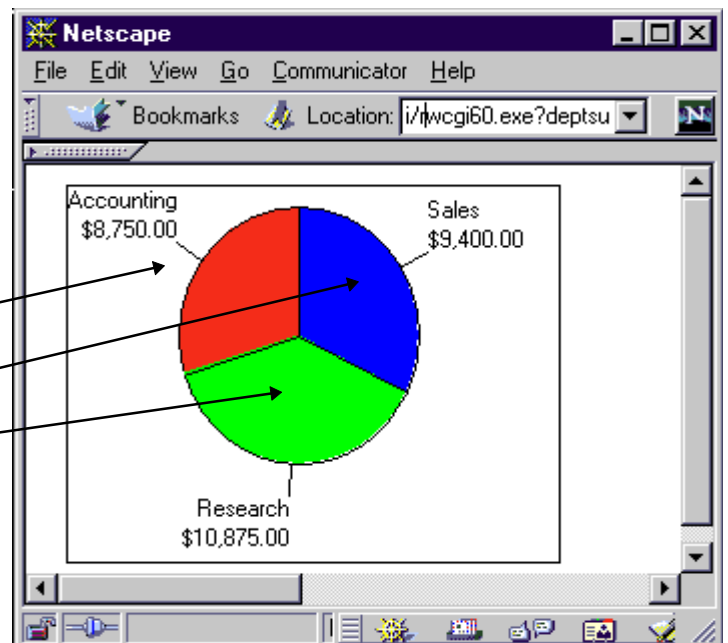 Netscape
File Edit View Go Communicator Help
Bookmarks Location: i/rwcgi60.exe?deptsu
N
Accounting
$8,750.00
Sales
$9,400.00
Research
$10,875.00